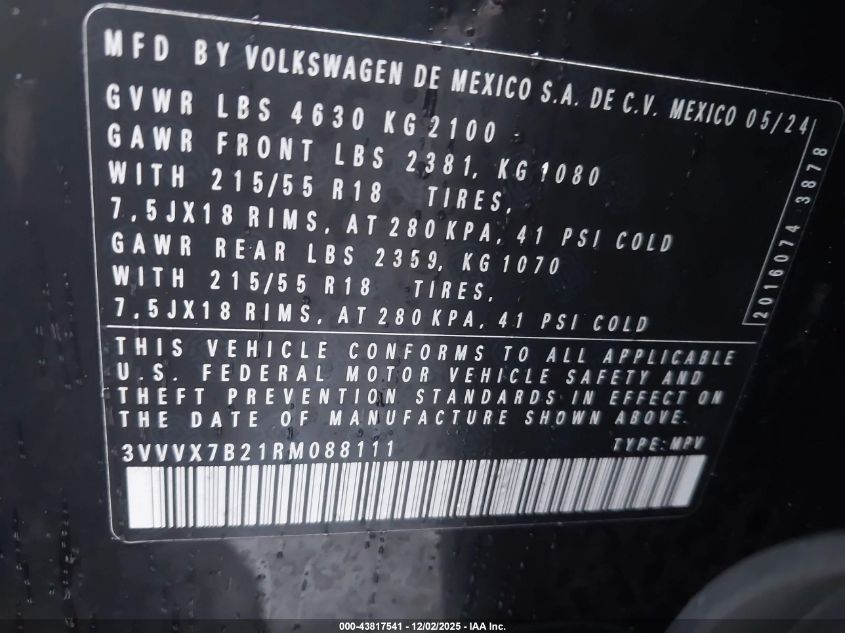 MFD BY VOLKSWAGEN DE MEXICO S.A. DE C.V. MEXICO 05/24
GVWR LBS 4630 KG 2100
GAWR FRONT LBS 2381, KG 1080
WITH 215/55 R18 TIRES,
7,5JX18 RIMS, AT 280KPA, 41 PSI COLD
GAWR REAR LBS 2359, KG 1070
WITH 215/55 R18 TIRES,
7,5JX18 RIMS, AT 280KPA, 41 PSI COLD
2016074 3878
THIS VEHICLE CONFORMS TO ALL APPLICABLE
U.S. FEDERAL MOTOR VEHICLE SAFETY AND
THEFT PREVENTION STANDARDS IN EFFECT ON
THE DATE OF MANUFACTURE SHOWN ABOVE.
3VVVX7B21RM088111 TYPE: MPV
000-43817541 - 12/02/2025 - IAA Inc.